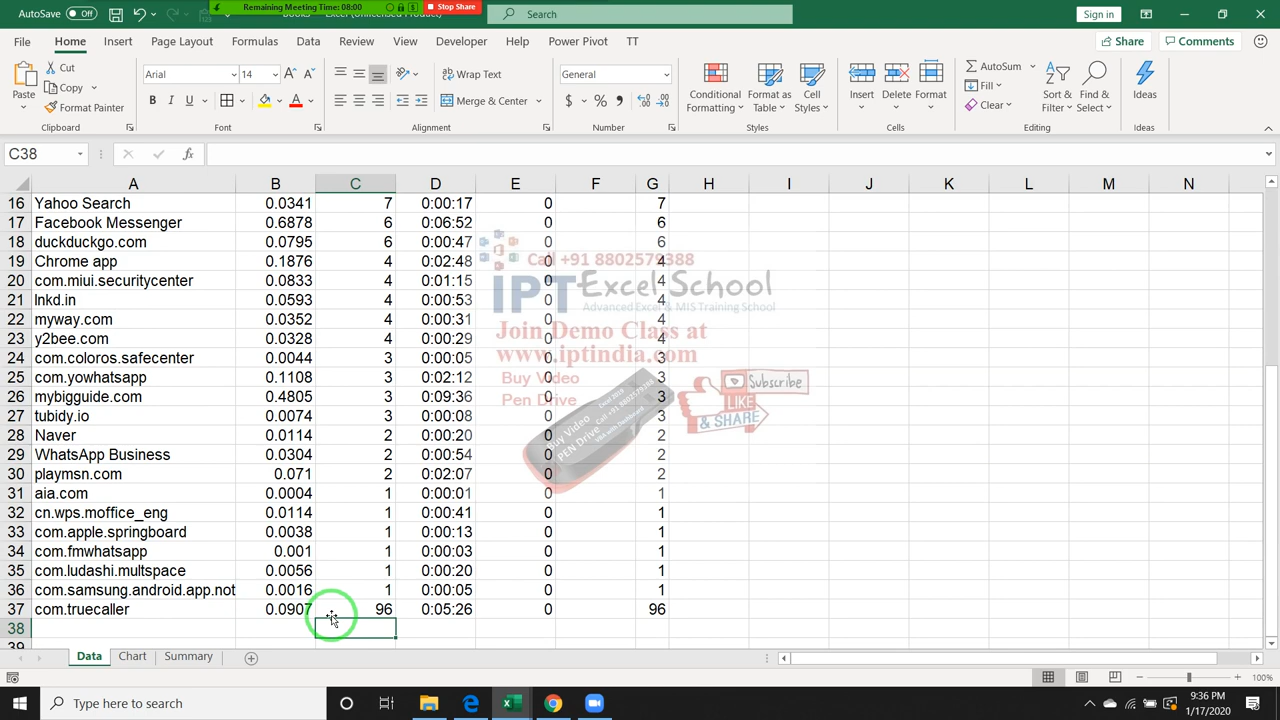 AutoSave Off
Remaining Meeting Time: 08:00
Stop Share
Search
Sign in
File Home Insert Page Layout Formulas Data Review View Developer Help Power Pivot TT
Share Comments
Paste
Cut
Copy
Format Painter
Clipboard
Arial 14
B I U
Font
Wrap Text
Merge & Center
Alignment
General
$ % ,
Number
Conditional Formatting
Format as Table
Cell Styles
Styles
Insert Delete Format
Cells
AutoSum
Fill
Clear
Sort & Filter
Find & Select
Editing
Ideas
Ideas
C38
fx
A B C D E F G H I J K L M N
16 Yahoo Search 0.0341 7 0:00:17 0 7
17 Facebook Messenger 0.6878 6 0:06:52 0 6
18 duckduckgo.com 0.0795 6 0:00:47 0 6
19 Chrome app 0.1876 4 0:02:48 0 4
20 com.miui.securitycenter 0.0833 4 0:01:15 0 4
21 lnkd.in 0.0593 4 0:00:53 0 4
22 myway.com 0.0352 4 0:00:31 0 4
23 y2bee.com 0.0328 4 0:00:29 0 4
24 com.coloros.safecenter 0.0044 3 0:00:05 0 3
25 com.yowhatsapp 0.1108 3 0:02:12 0 3
26 mybigguide.com 0.4805 3 0:09:36 0 3
27 tubidy.io 0.0074 3 0:00:08 0 3
28 Naver 0.0114 2 0:00:20 0 2
29 WhatsApp Business 0.0304 2 0:00:54 0 2
30 playmsn.com 0.071 2 0:02:07 0 2
31 aia.com 0.0004 1 0:00:01 0 1
32 cn.wps.moffice_eng 0.0114 1 0:00:41 0 1
33 com.apple.springboard 0.0038 1 0:00:13 0 1
34 com.fmwhatsapp 0.001 1 0:00:03 0 1
35 com.ludashi.multspace 0.0056 1 0:00:20 0 1
36 com.samsung.android.app.not 0.0016 1 0:00:05 0 1
37 com.truecaller 0.0907 96 0:05:26 0 96
38
39
Call +91 8802579388
IPT Excel School
Advanced Excel & MIS Training School
Join Demo Class at
www.iptindia.com
Buy Video
Pen Drive
Subscribe
LIKE
& SHARE
Buy Video
PEN Drive
Call +91 8802579388
Data Chart Summary
100%
Type here to search
9:36 PM
1/17/2020